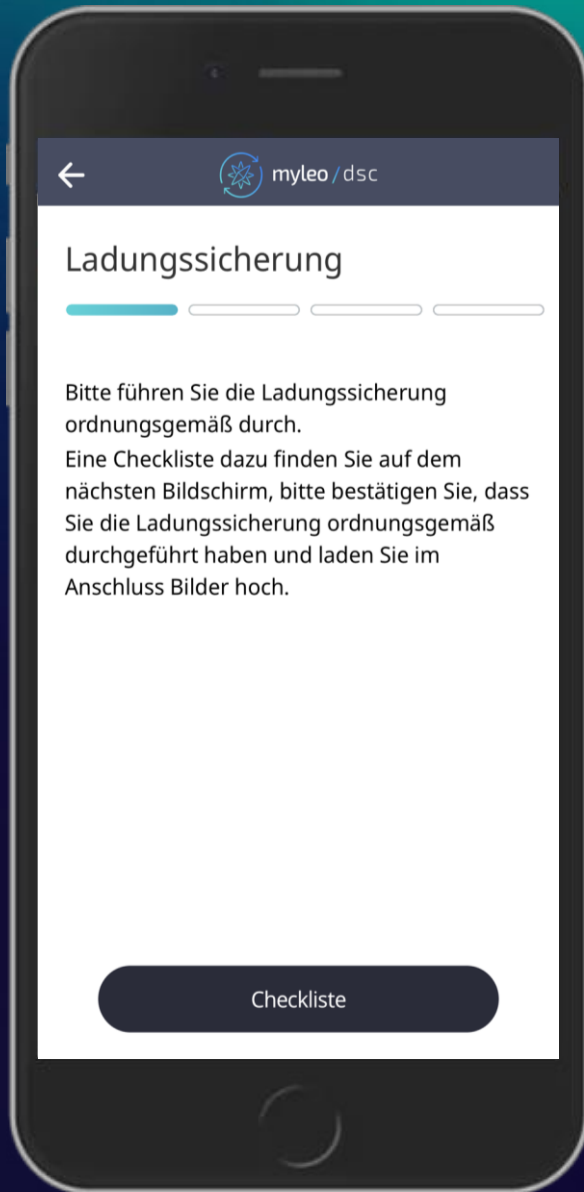 myleo/dsc
Ladungssicherung
Bitte führen Sie die Ladungssicherung
ordnungsgemäß durch.
Eine Checkliste dazu finden Sie auf dem
nächsten Bildschirm, bitte bestätigen Sie, dass
Sie die Ladungssicherung ordnungsgemäß
durchgeführt haben und laden Sie im
Anschluss Bilder hoch.
Checkliste